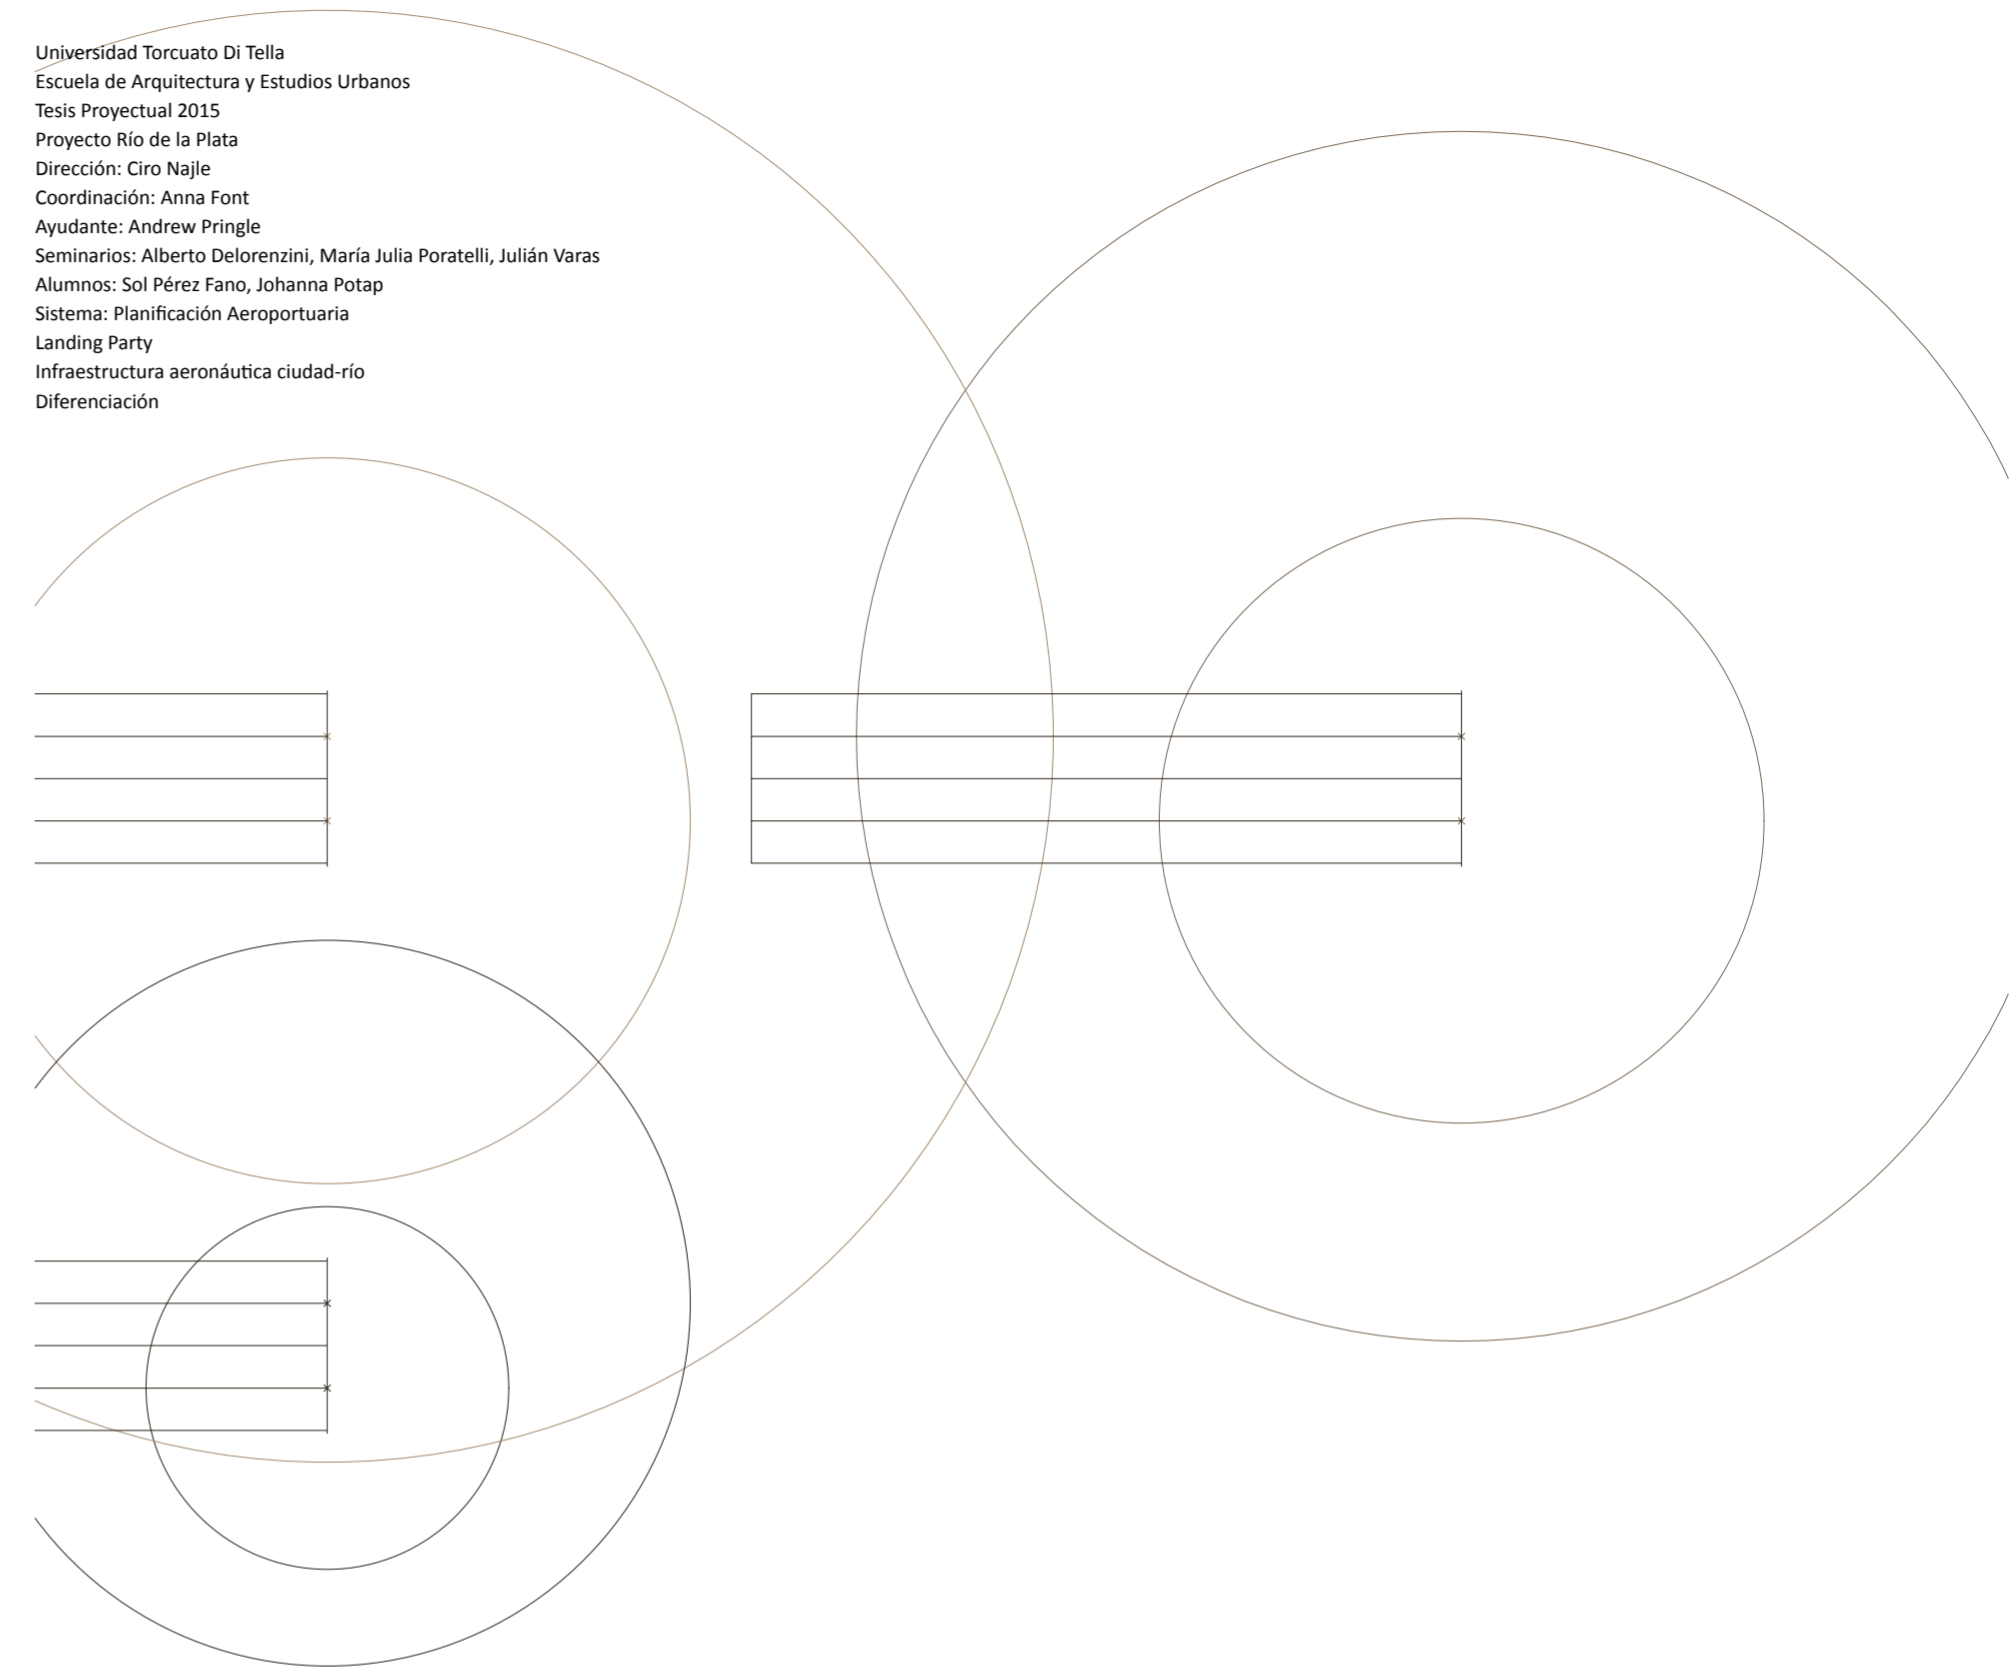 Universidad Torcuato Di Tella
Escuela de Arquitectura y Estudios Urbanos
Tesis Proyectual 2015
Proyecto Río de la Plata
Dirección: Ciro Najle
Coordinación: Anna Font
Ayudante: Andrew Pringle
Seminarios: Alberto Delorenzini, María Julia Poratelli, Julián Varas
Alumnos: Sol Pérez Fano, Johanna Potap
Sistema: Planificación Aeroportuaria
Landing Party
Infraestructura aeronáutica ciudad-río
Diferenciación